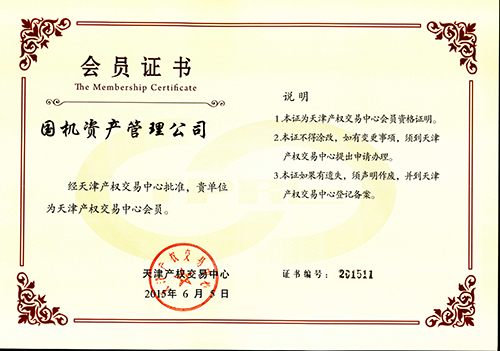 会员证书
The Membership Certificate
国机资产管理公司
经天津产权交易中心批准，贵单位
为天津产权交易中心会员。
天津产权交易中心
2015年 6 月 5 日
说明
1.本证为天津产权交易中心会员资格证明。
2.本证不得涂改，如有变更事项，须到天津
产权交易中心提出申请办理。
3.本证如果有遗失，须声明作废，并到天津
产权交易中心登记备案。
证书编号： 201511